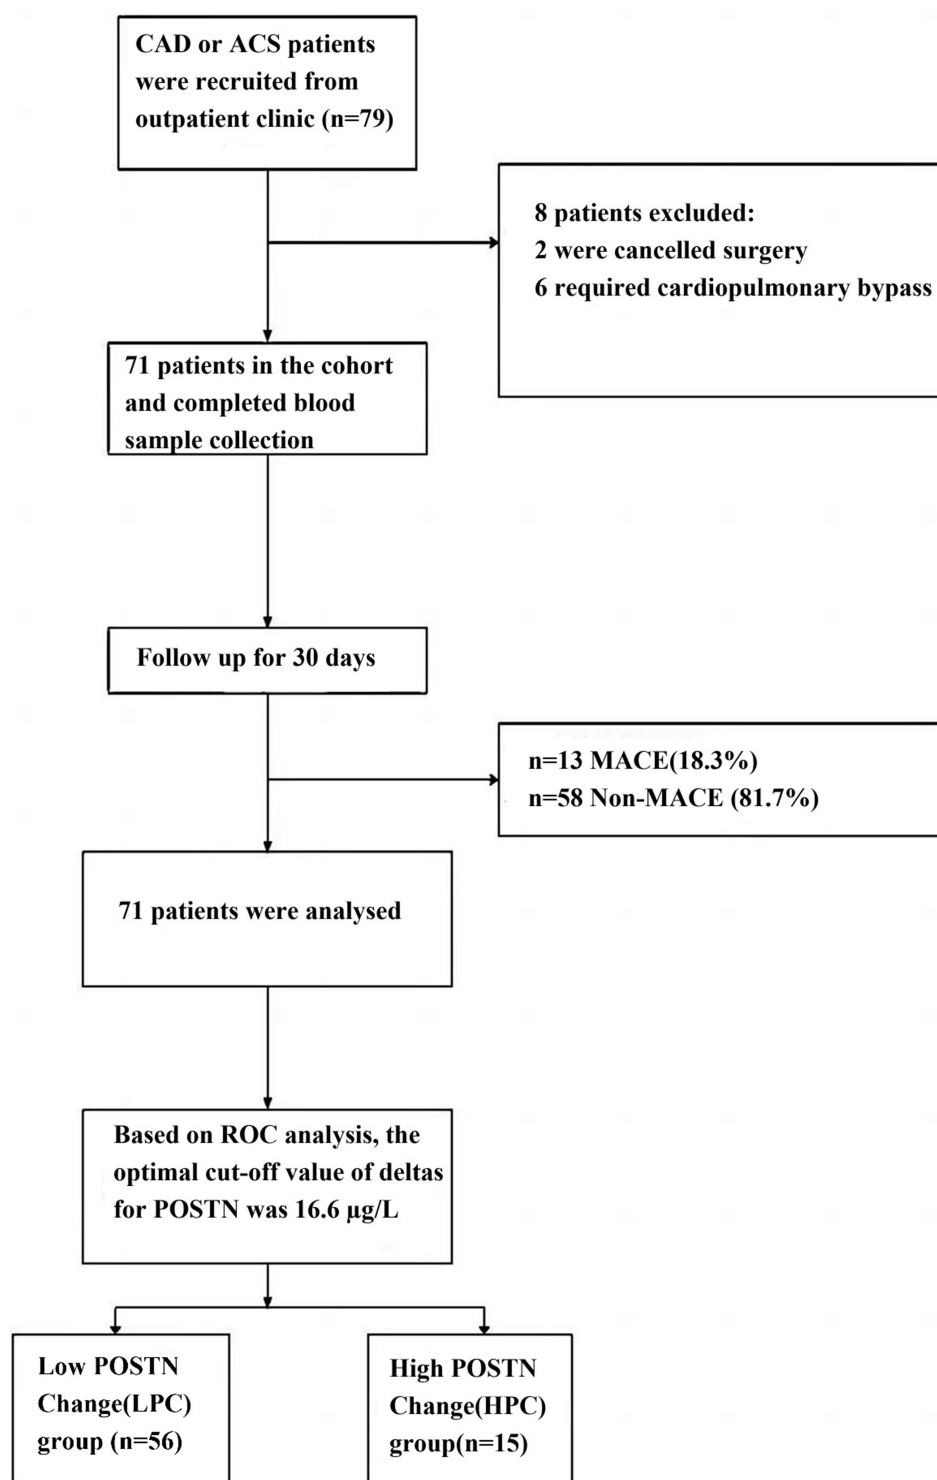 CAD or ACS patients
were recruited from
outpatient clinic (n=79)
8 patients excluded:
2 were cancelled surgery
6 required cardiopulmonary bypass
71 patients in the cohort
and completed blood
sample collection
Follow up for 30 days
n=13 MACE(18.3%)
n=58 Non-MACE (81.7%)
71 patients were analysed
Based on ROC analysis, the
optimal cut-off value of deltas
for POSTN was 16.6 μg/L
Low POSTN
Change(LPC)
group (n=56)
High POSTN
Change(HPC)
group(n=15)